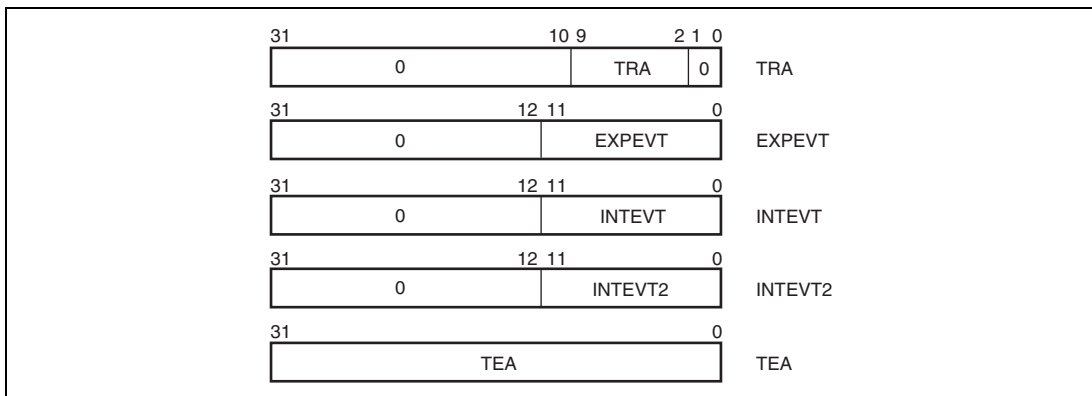 31 10 9 2 1 0
0 TRA 0 TRA
31 12 11 0
0 EXPEVT EXPEVT
31 12 11 0
0 INTEVT INTEVT
31 12 11 0
0 INTEVT2 INTEVT2
31 0
TEA TEA